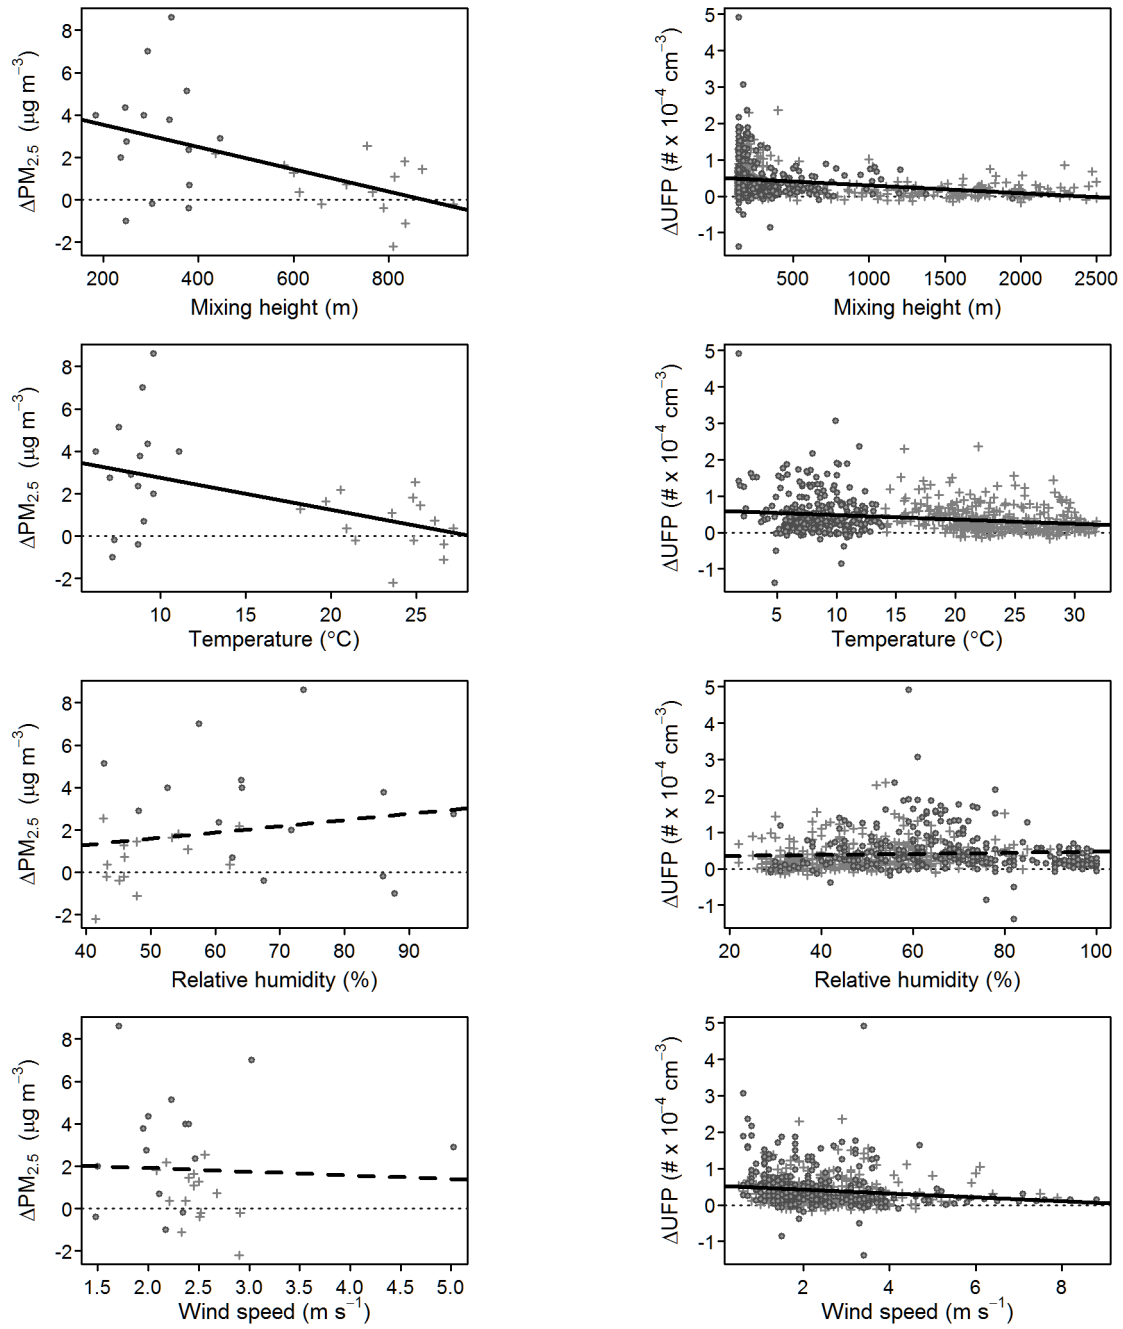 ΔPM2.5 (µg m−3)
8
6
4
2
0
-2
200 400 600 800
Mixing height (m)
ΔUFP (# x 10−4 cm−3)
5
4
3
2
1
0
-1
500 1000 1500 2000 2500
Mixing height (m)
ΔPM2.5 (µg m−3)
8
6
4
2
0
-2
10 15 20 25
Temperature (°C)
ΔUFP (# x 10−4 cm−3)
5
4
3
2
1
0
-1
5 10 15 20 25 30
Temperature (°C)
ΔPM2.5 (µg m−3)
8
6
4
2
0
-2
40 50 60 70 80 90
Relative humidity (%)
ΔUFP (# x 10−4 cm−3)
5
4
3
2
1
0
-1
20 40 60 80 100
Relative humidity (%)
ΔPM2.5 (µg m−3)
8
6
4
2
0
-2
1.5 2.0 2.5 3.0 3.5 4.0 4.5 5.0
Wind speed (m s−1)
ΔUFP (# x 10−4 cm−3)
5
4
3
2
1
0
-1
2 4 6 8
Wind speed (m s−1)